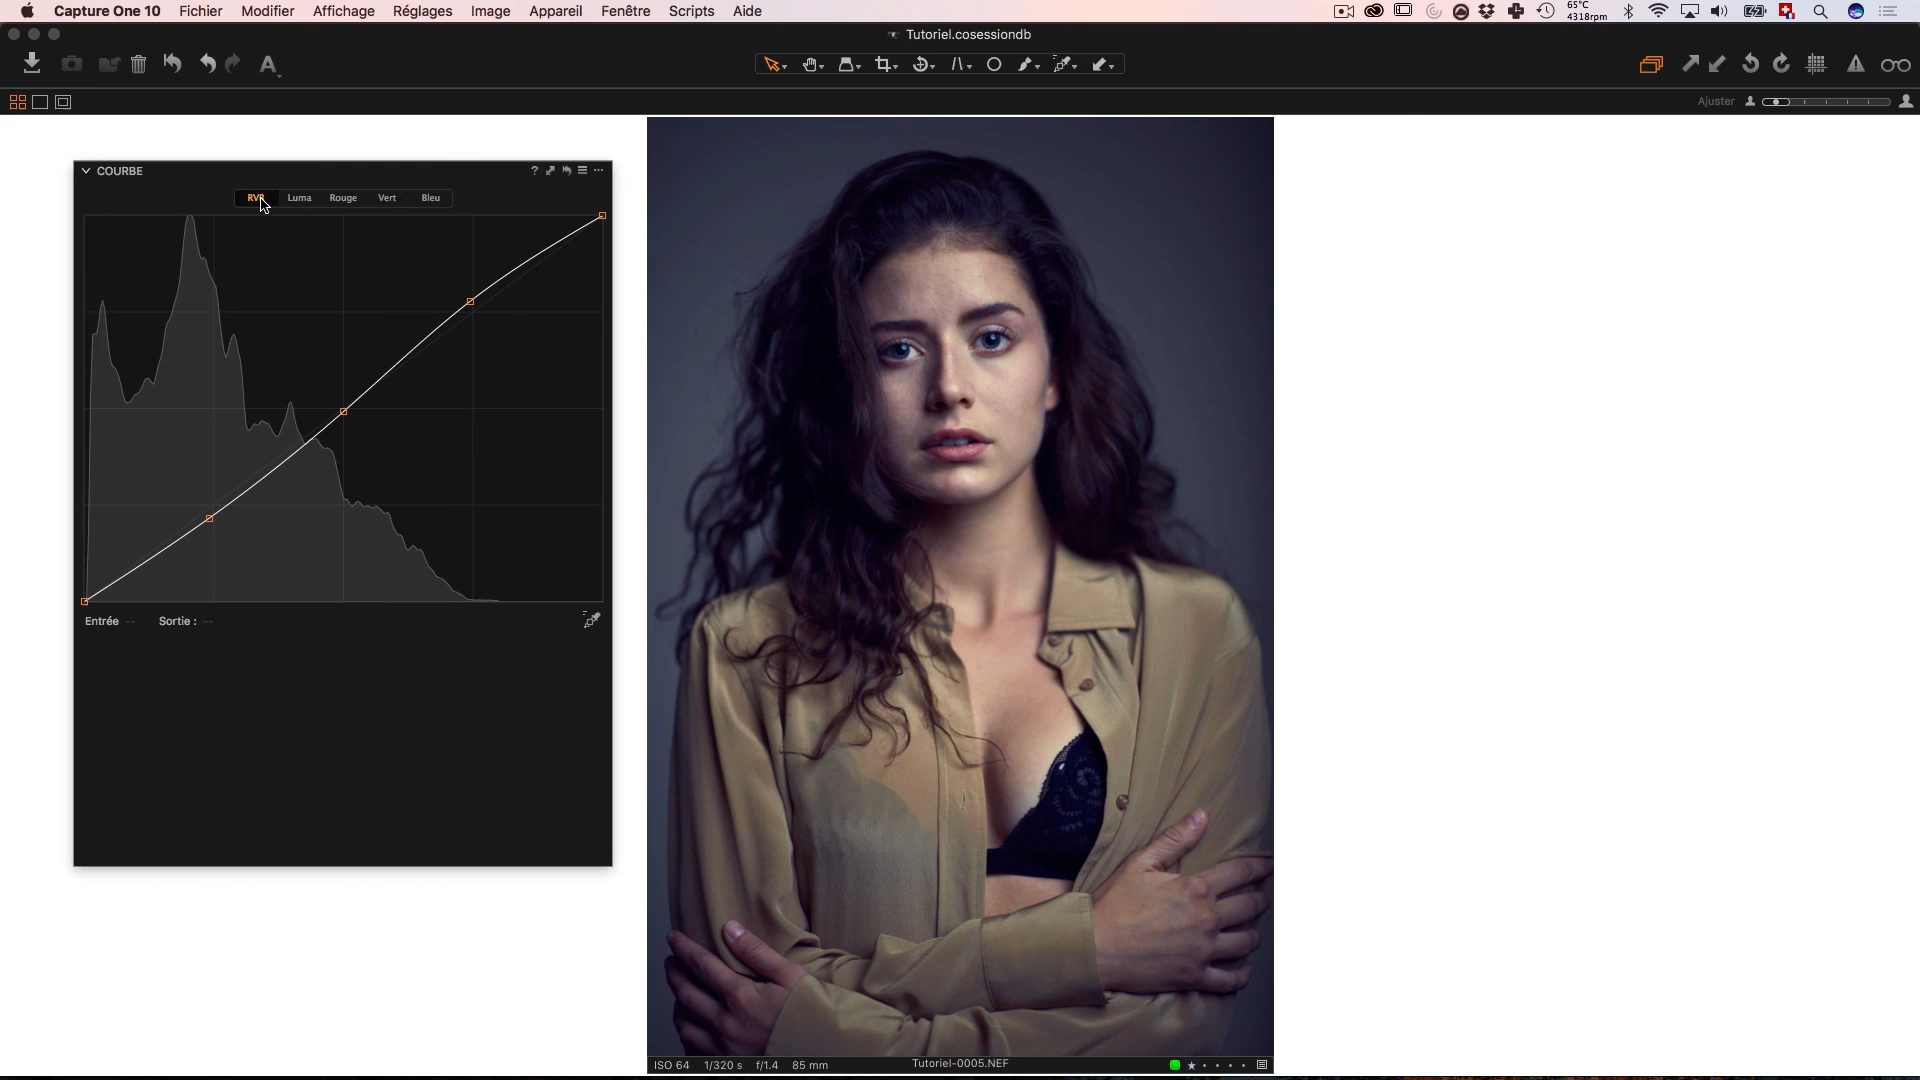 Capture One 10 Fichier Modifier Affichage Réglages Image Appareil Fenêtre Scripts Aide
65°C
4318rpm
Tutoriel.cosessiondb
A
Ajuster
COURBE
?
RVB Luma Rouge Vert Bleu
Entrée -- Sortie : --
ISO 64 1/320 s f/1.4 85 mm Tutoriel-0005.NEF